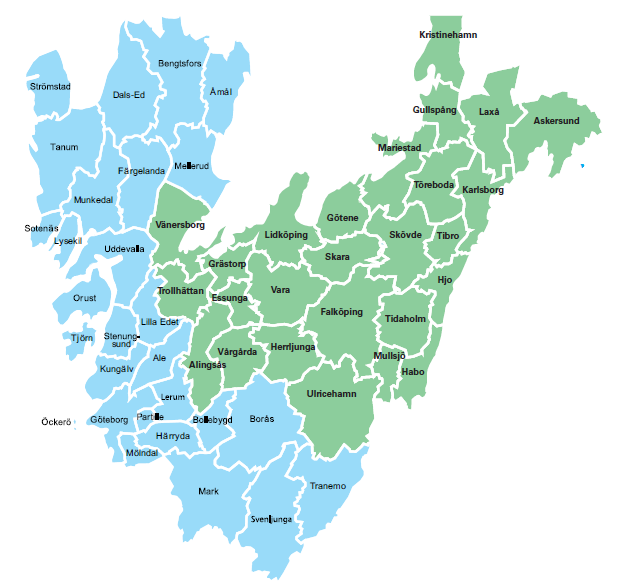 Kristinehamn
Bengtsfors
Strömstad
Åmål
Dals-Ed
Gullspång
Laxå
Askersund
Tanum
Mariestad
Mellerud
Färgelanda
Töreboda
Karlsborg
Munkedal
Götene
Vänersborg
Sotenäs
Lidköping
Skövde
Tibro
Lysekil
Uddevalla
Skara
Grästorp
Hjo
Trollhättan
Essunga
Vara
Orust
Falköping
Tidaholm
Lilla Edet
Tjörn
Stenung-
sund
Herrljunga
Vårgårda
Mullsjö
Ale
Alingsås
Kungälv
Habo
Ulricehamn
Lerum
Öckerö
Göteborg
Partille
Bollebygd
Borås
Härryda
Mölndal
Tranemo
Mark
Svenljunga